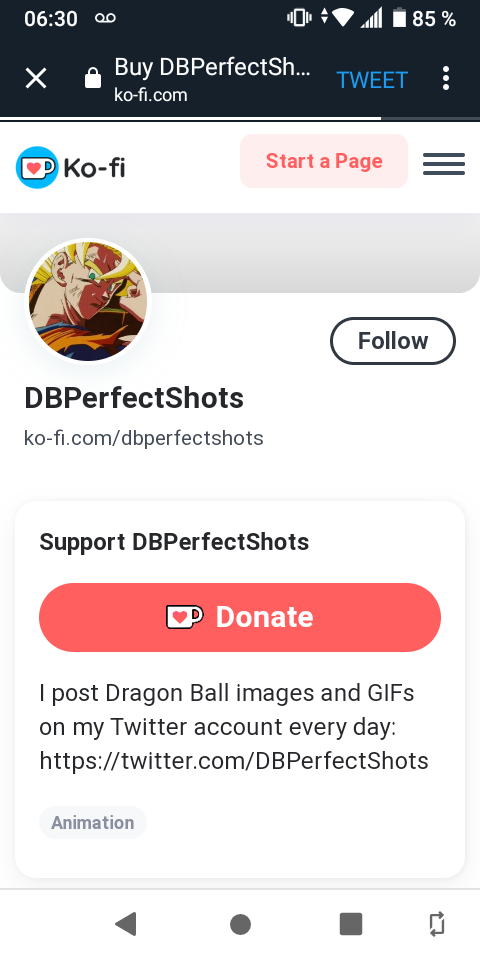 06:30
85 %
Buy DBPerfectSh...
ko-fi.com
TWEET
Ko-fi
Start a Page
Follow
DBPerfectShots
ko-fi.com/dbperfectshots
Support DBPerfectShots
Donate
I post Dragon Ball images and GIFs
on my Twitter account every day:
https://twitter.com/DBPerfectShots
Animation